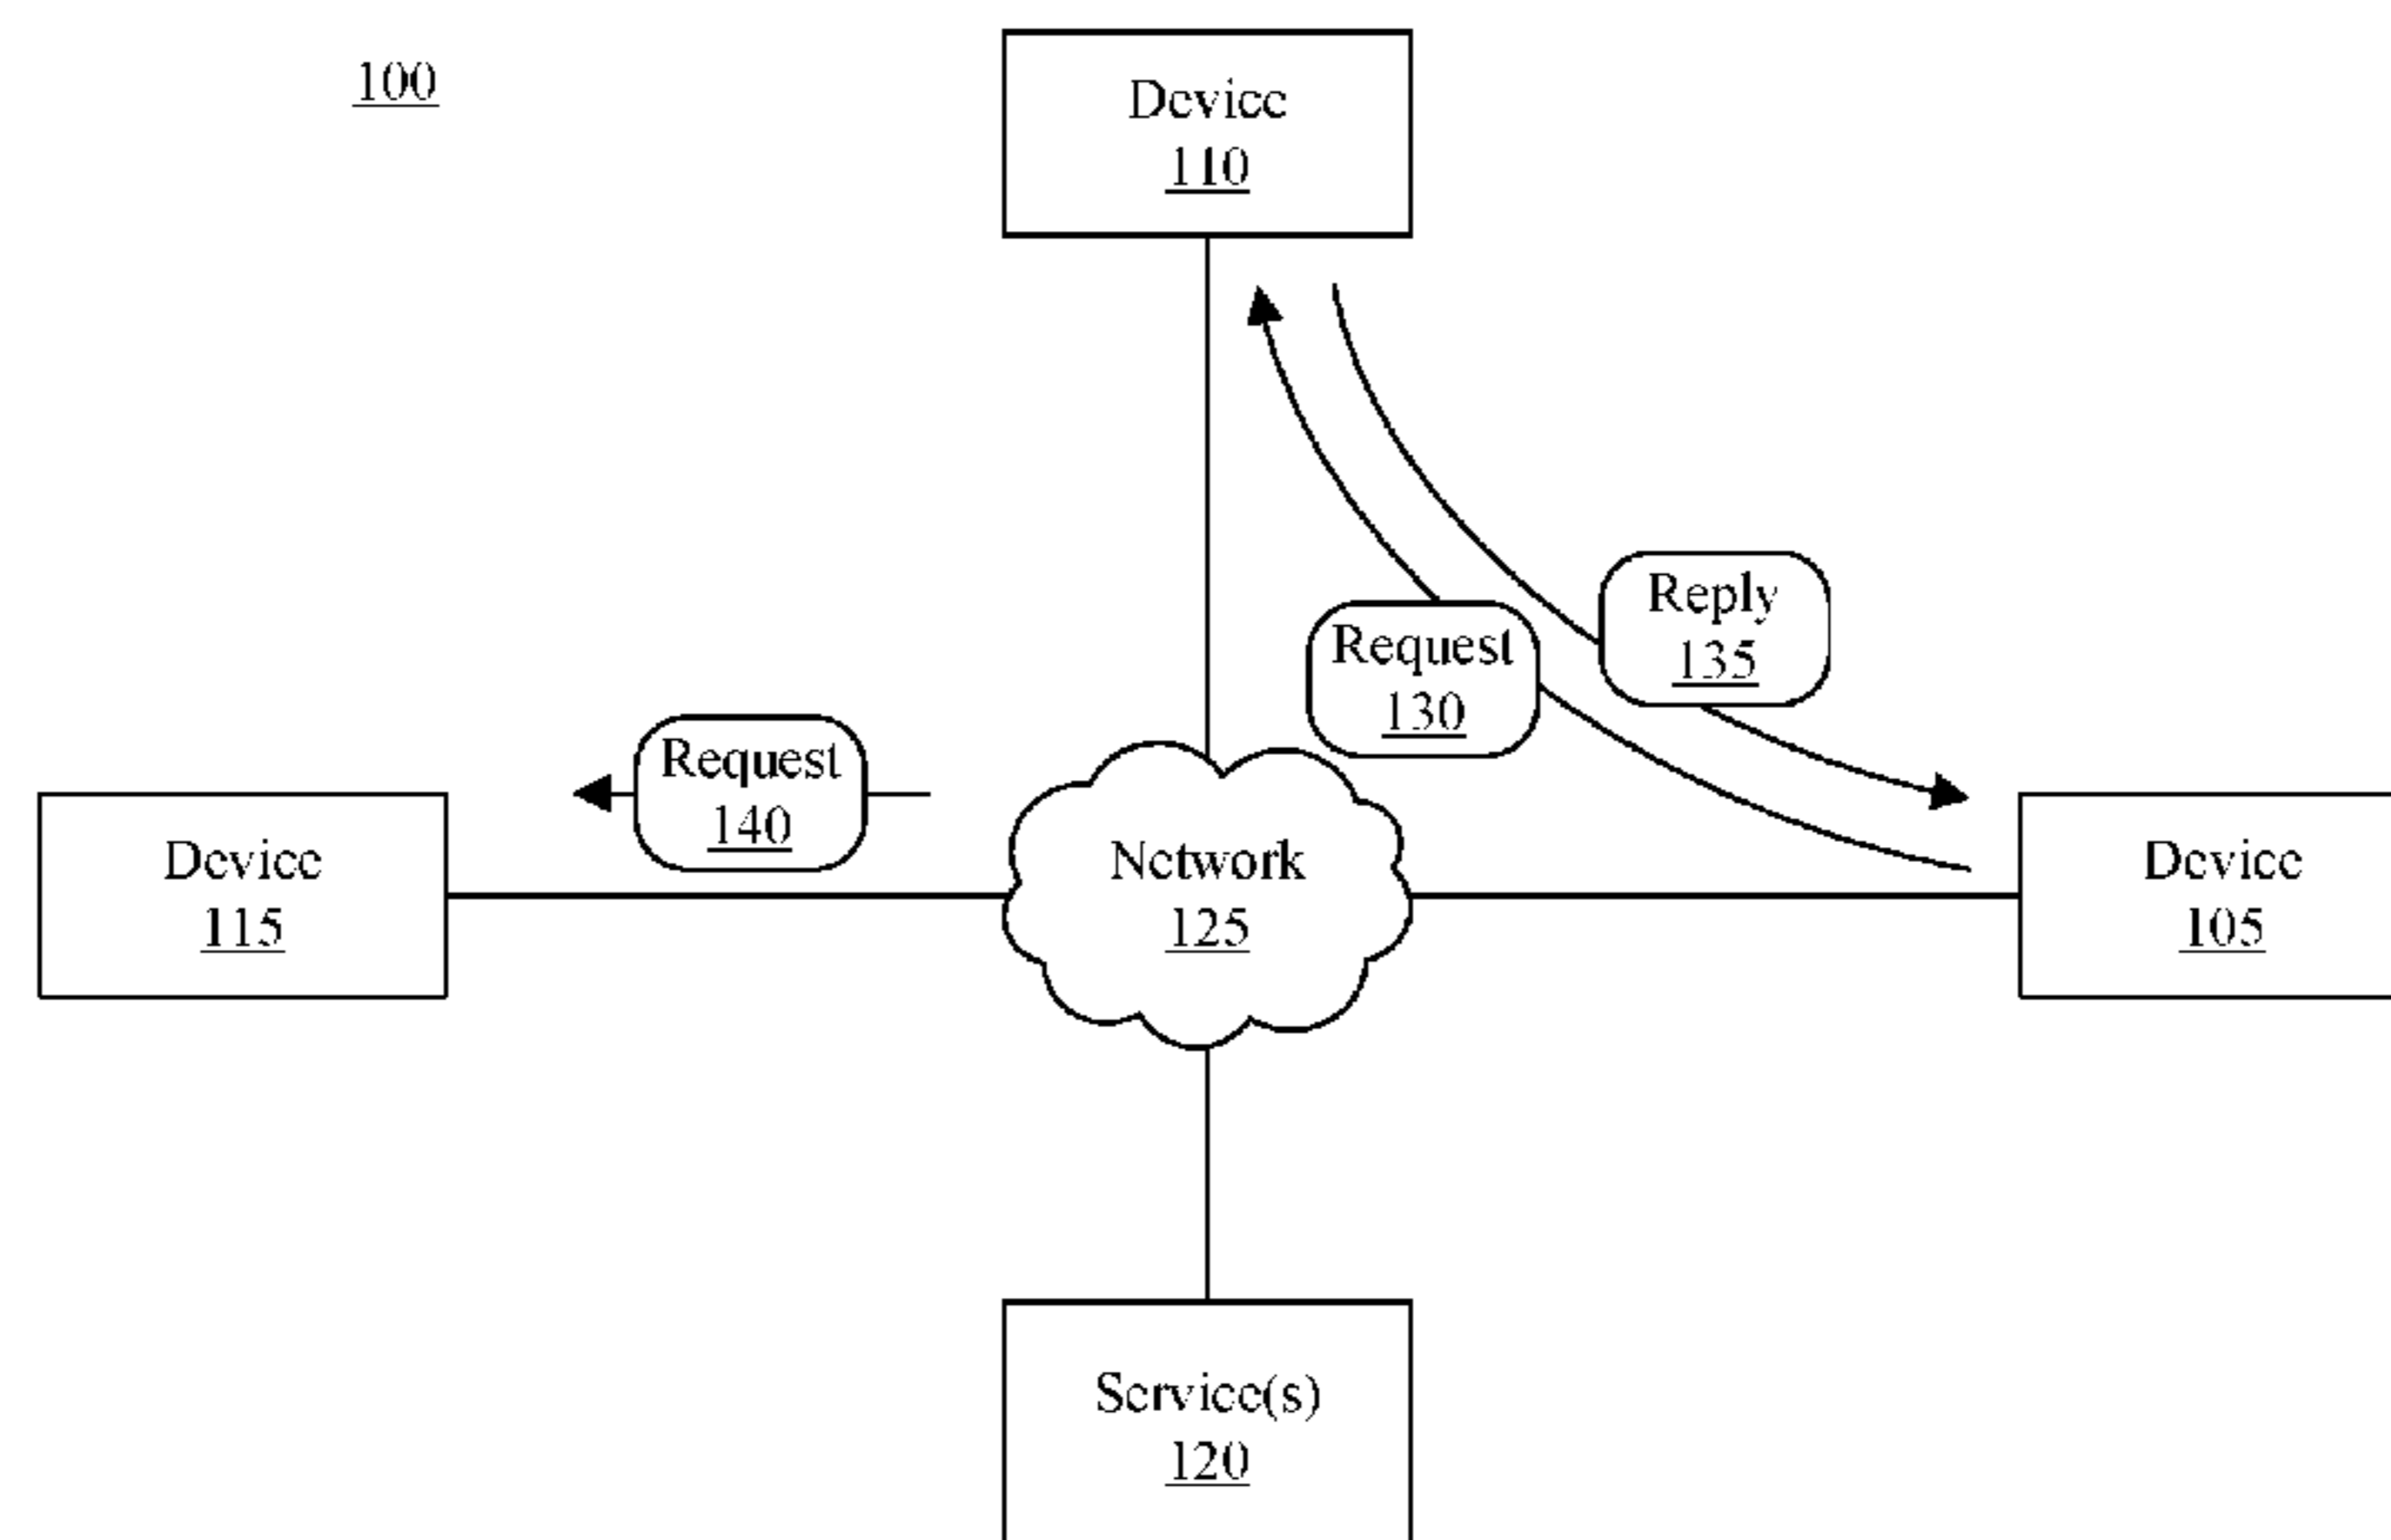 100
Device
110
Reply
135
Request
130
Request
140
Device
115
Network
125
Device
105
Service(s)
120